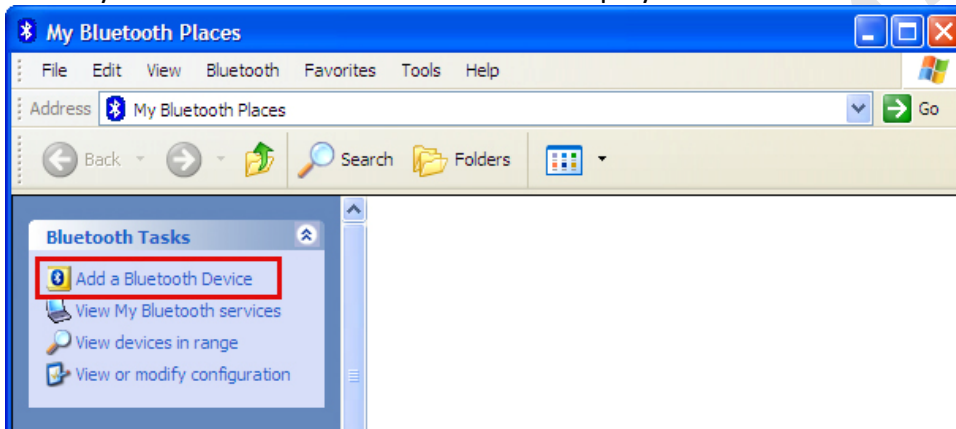 My Bluetooth Places
File Edit View Bluetooth Favorites Tools Help
Address My Bluetooth Places Go
Back Search Folders
Bluetooth Tasks
Add a Bluetooth Device
View My Bluetooth services
View devices in range
View or modify configuration